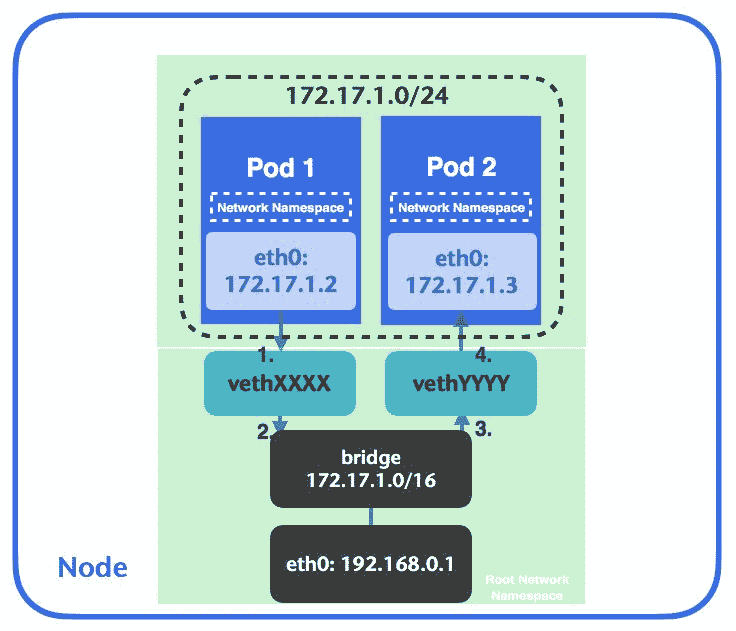 172.17.1.0/24
Pod 1
Network Namespace
eth0:
172.17.1.2
Pod 2
Network Namespace
eth0:
172.17.1.3
1.
4.
vethXXXX
vethYYYY
2.
3.
bridge
172.17.1.0/16
eth0: 192.168.0.1
Node
Root Network
Namespace